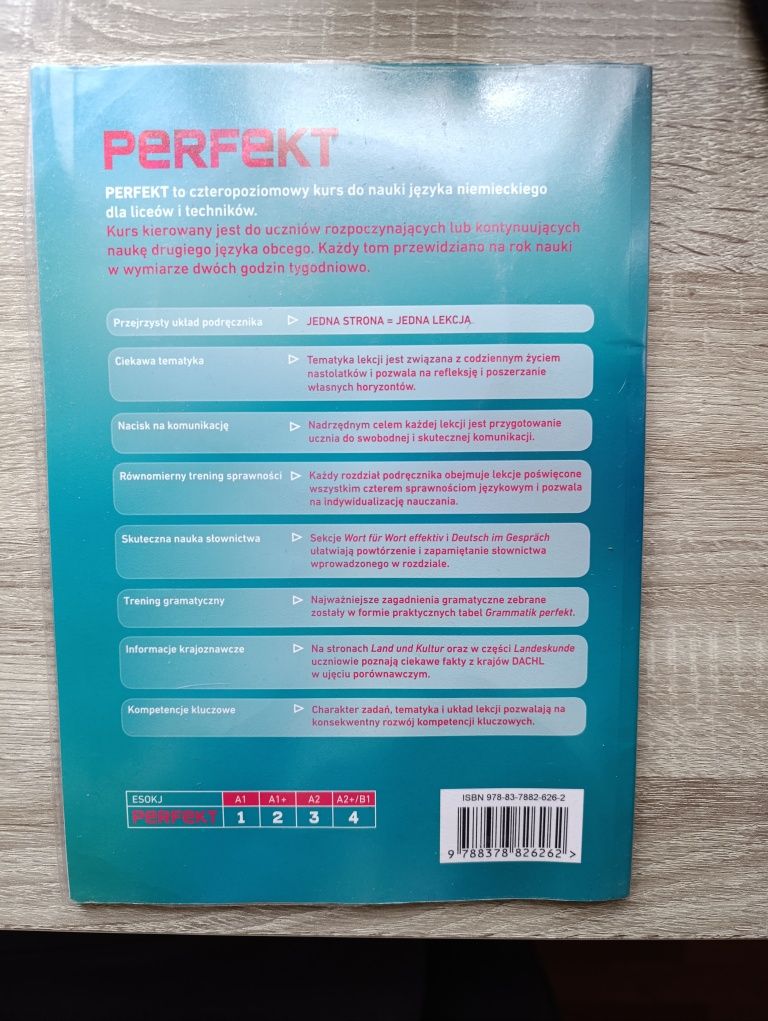 PERFEKT
PERFEKT to czteropoziomowy kurs do nauki języka niemieckiego
dla liceów i techników.
Kurs kierowany jest do uczniów rozpoczynających lub kontynuujących
naukę drugiego języka obcego. Każdy tom przewidziano na rok nauki
w wymiarze dwóch godzin tygodniowo.
Przejrzysty układ podręcznika ▷ JEDNA STRONA = JEDNA LEKCJA
Ciekawa tematyka ▷ Tematyka lekcji jest związana z codziennym życiem
nastolatków i pozwala na refleksję i poszerzanie
własnych horyzontów.
Nacisk na komunikację ▷ Nadrzędnym celem każdej lekcji jest przygotowanie
ucznia do swobodnej i skutecznej komunikacji.
Równomierny trening sprawności ▷ Każdy rozdział podręcznika obejmuje lekcje poświęcone
wszystkim czterem sprawnościom językowym i pozwala
na indywidualizację nauczania.
Skuteczna nauka słownictwa ▷ Sekcje Wort für Wort effektiv i Deutsch im Gespräch
ułatwiają powtórzenie i zapamiętanie słownictwa
wprowadzonego w rozdziale.
Trening gramatyczny ▷ Najważniejsze zagadnienia gramatyczne zebrane
zostały w formie praktycznych tabel Grammatik perfekt.
Informacje krajoznawcze ▷ Na stronach Land und Kultur oraz w części Landeskunde
uczniowie poznają ciekawe fakty z krajów DACHL
w ujęciu porównawczym.
Kompetencje kluczowe ▷ Charakter zadań, tematyka i układ lekcji pozwalają na
konsekwentny rozwój kompetencji kluczowych.
ESOKJ A1 A1+ A2 A2+/B1
PERFEKT 1 2 3 4
ISBN 978-83-7882-626-2
9 788378 826262 >